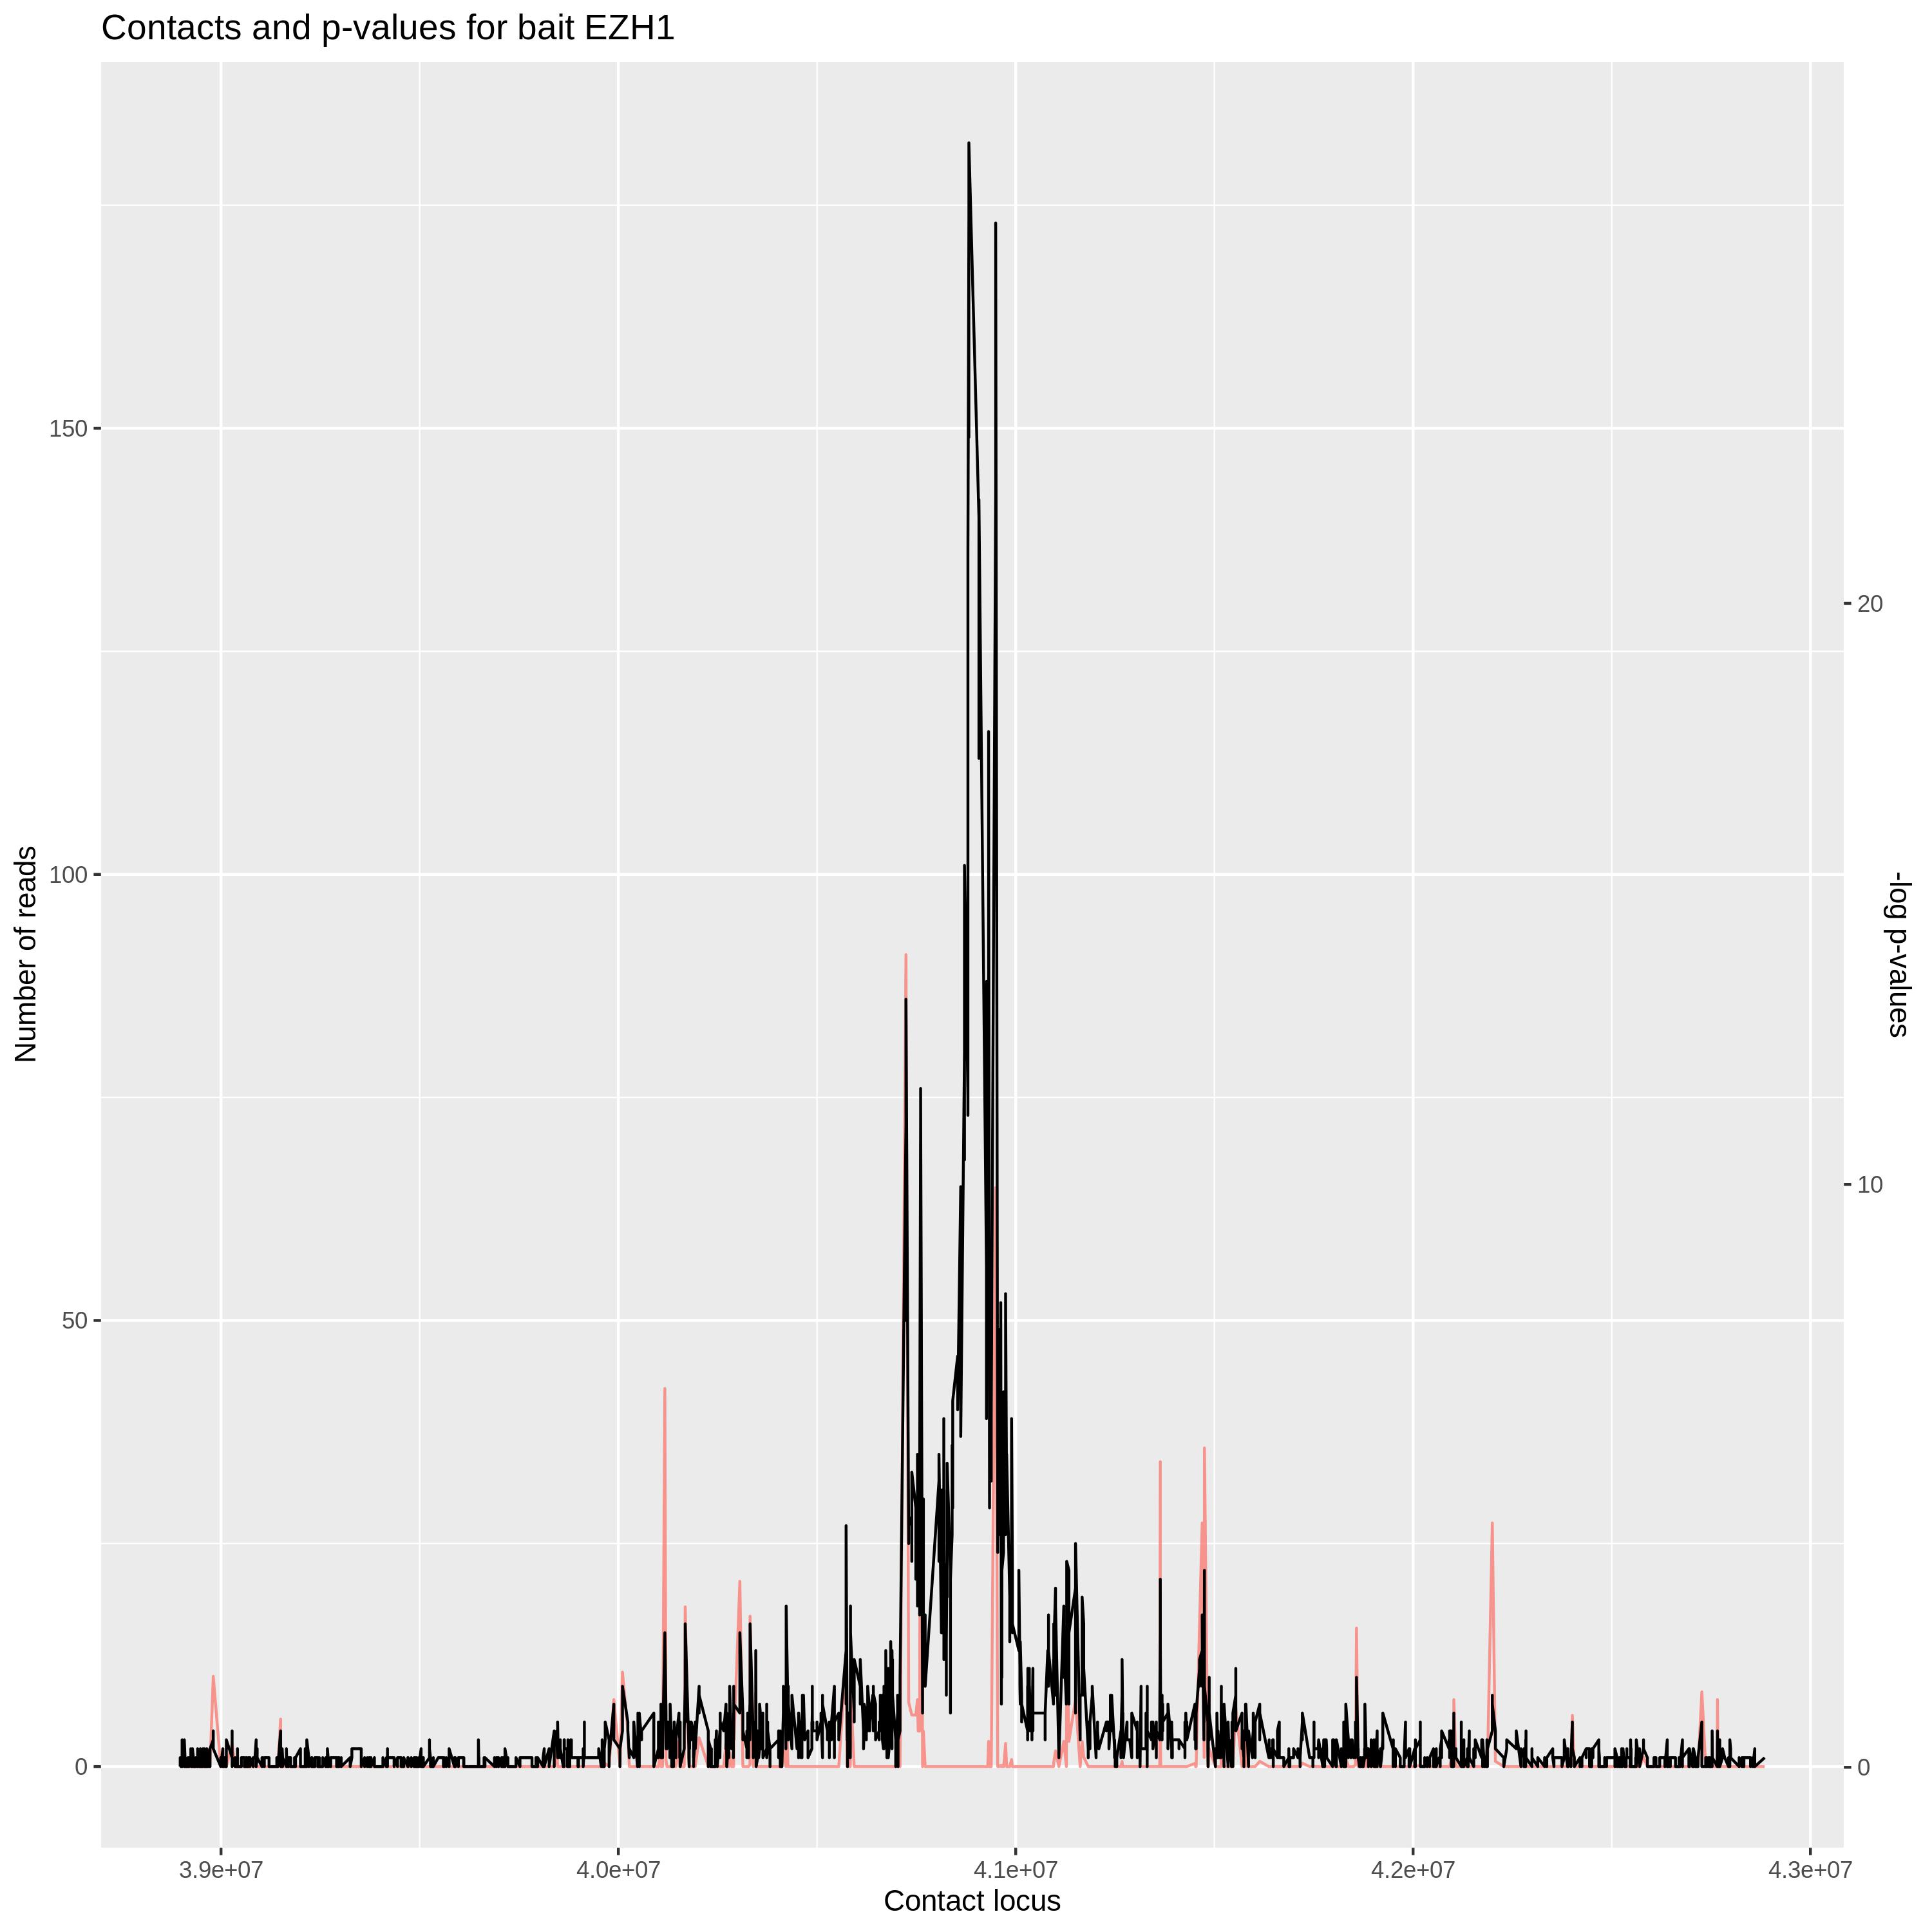 Contacts and p-values for bait EZH1
150
100
50
0
20
10
0
Number of reads
-log p-values
3.9e+07
4.0e+07
4.1e+07
4.2e+07
4.3e+07
Contact locus